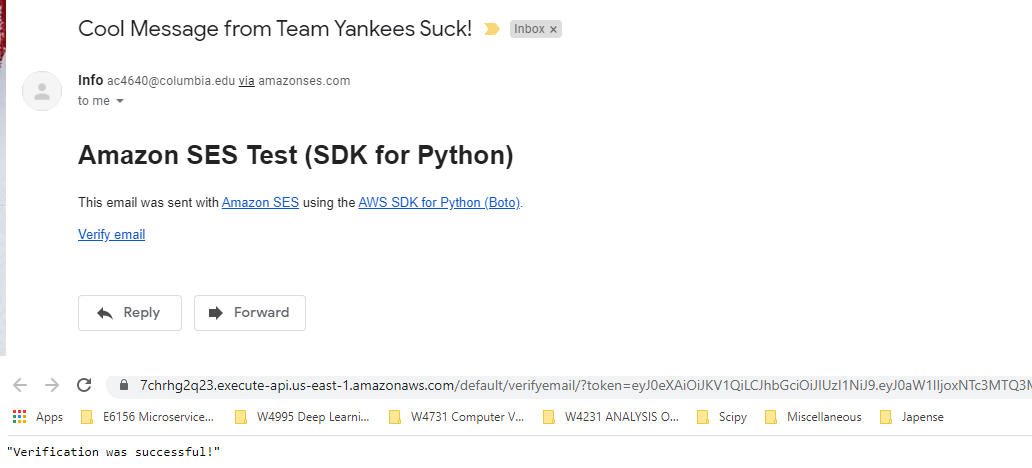 Cool Message from Team Yankees Suck! Inbox ×
Info ac4640@columbia.edu via amazonses.com
to me
Amazon SES Test (SDK for Python)
This email was sent with Amazon SES using the AWS SDK for Python (Boto).
Verify email
Reply Forward
7chrhg2q23.execute-api.us-east-1.amazonaws.com/default/verifyemail/?token=eyJ0eXAiOiJKV1QiLCJhbGciOiJIUzI1NiJ9.eyJ0aW1lIjoxNTc3MTQ3M
Apps E6156 Microservice... W4995 Deep Learni... W4731 Computer V... W4231 ANALYSIS O... Scipy Miscellaneous Japense
"Verification was successful!"